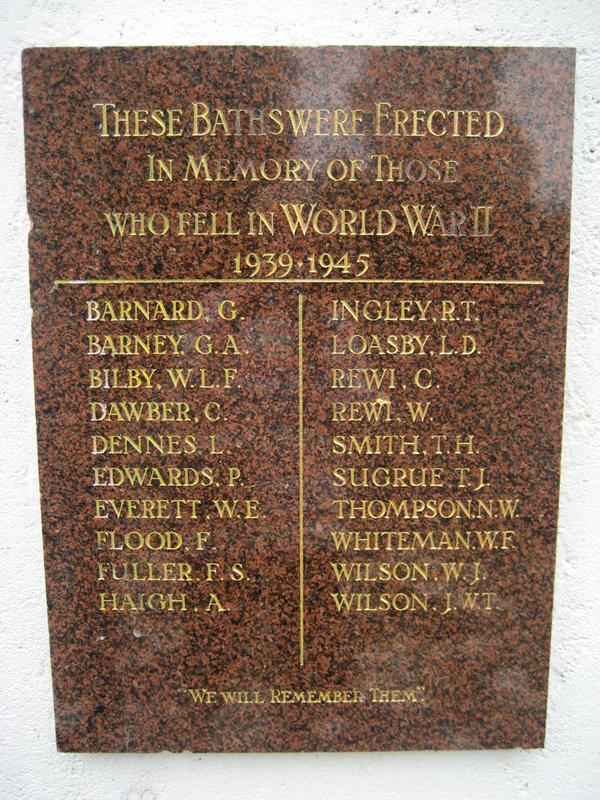 THESE BATHS WERE ERECTED
IN MEMORY OF THOSE
WHO FELL IN WORLD WAR II
1939·1945
BARNARD, G.
BARNEY, G.A.
BILBY, W.L.F.
DAWBER, C.
DENNES L.
EDWARDS, P.
EVERETT, W.E.
FLOOD, F.
FULLER. F.S.
HAIGH, A.
INGLEY, R.T.
LOASBY, L.D.
REWI, C.
REWI, W.
SMITH, T.H.
SUGRUE, T.J.
THOMPSON.N.W.
WHITEMAN.W.F
WILSON, W.J.
WILSON, J.W.T.
"WE WILL REMEMBER THEM".